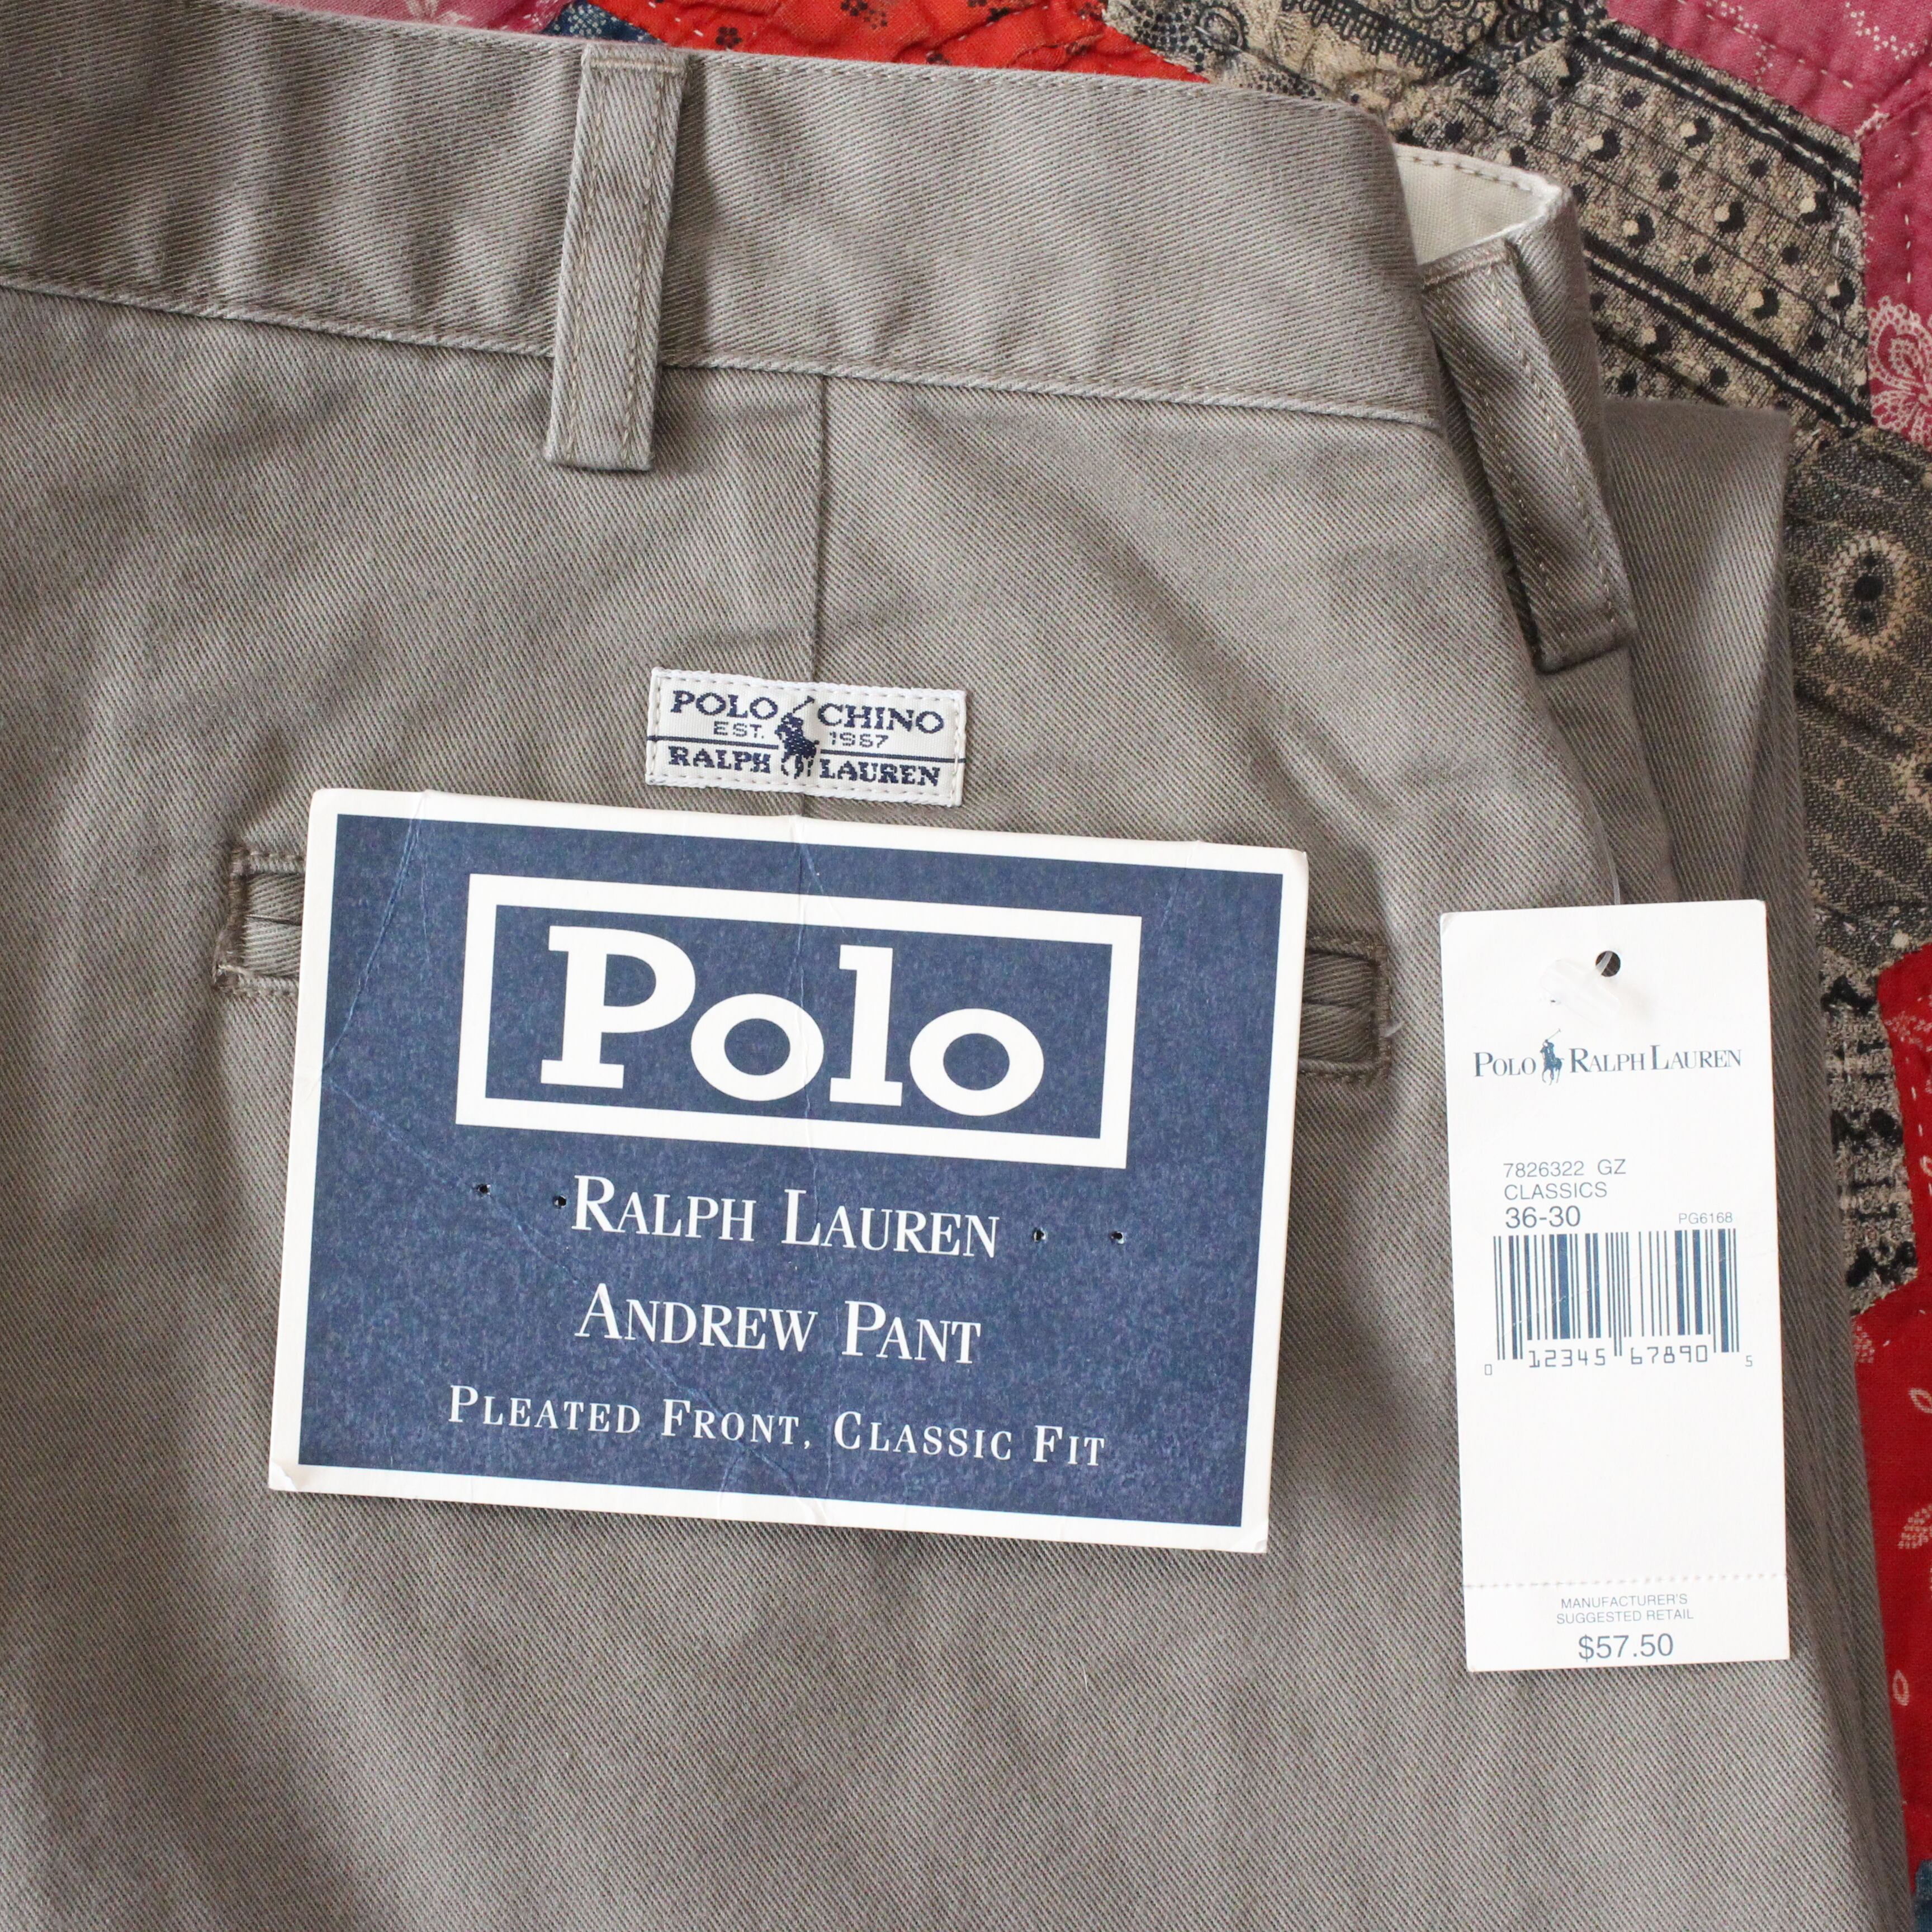 POLO CHINO
EST. 1967
RALPH LAUREN
Polo
RALPH LAUREN
ANDREW PANT
PLEATED FRONT, CLASSIC FIT
POLO RALPH LAUREN
7826322 GZ
CLASSICS
36-30
PG6168
0 12345 67890 5
MANUFACTURER'S
SUGGESTED RETAIL
$57.50